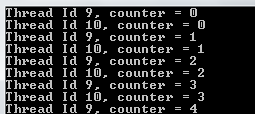 Thread Id 9, counter = 0
Thread Id 10, counter = 0
Thread Id 9, counter = 1
Thread Id 10, counter = 1
Thread Id 9, counter = 2
Thread Id 10, counter = 2
Thread Id 9, counter = 3
Thread Id 10, counter = 3
Thread Id 9, counter = 4